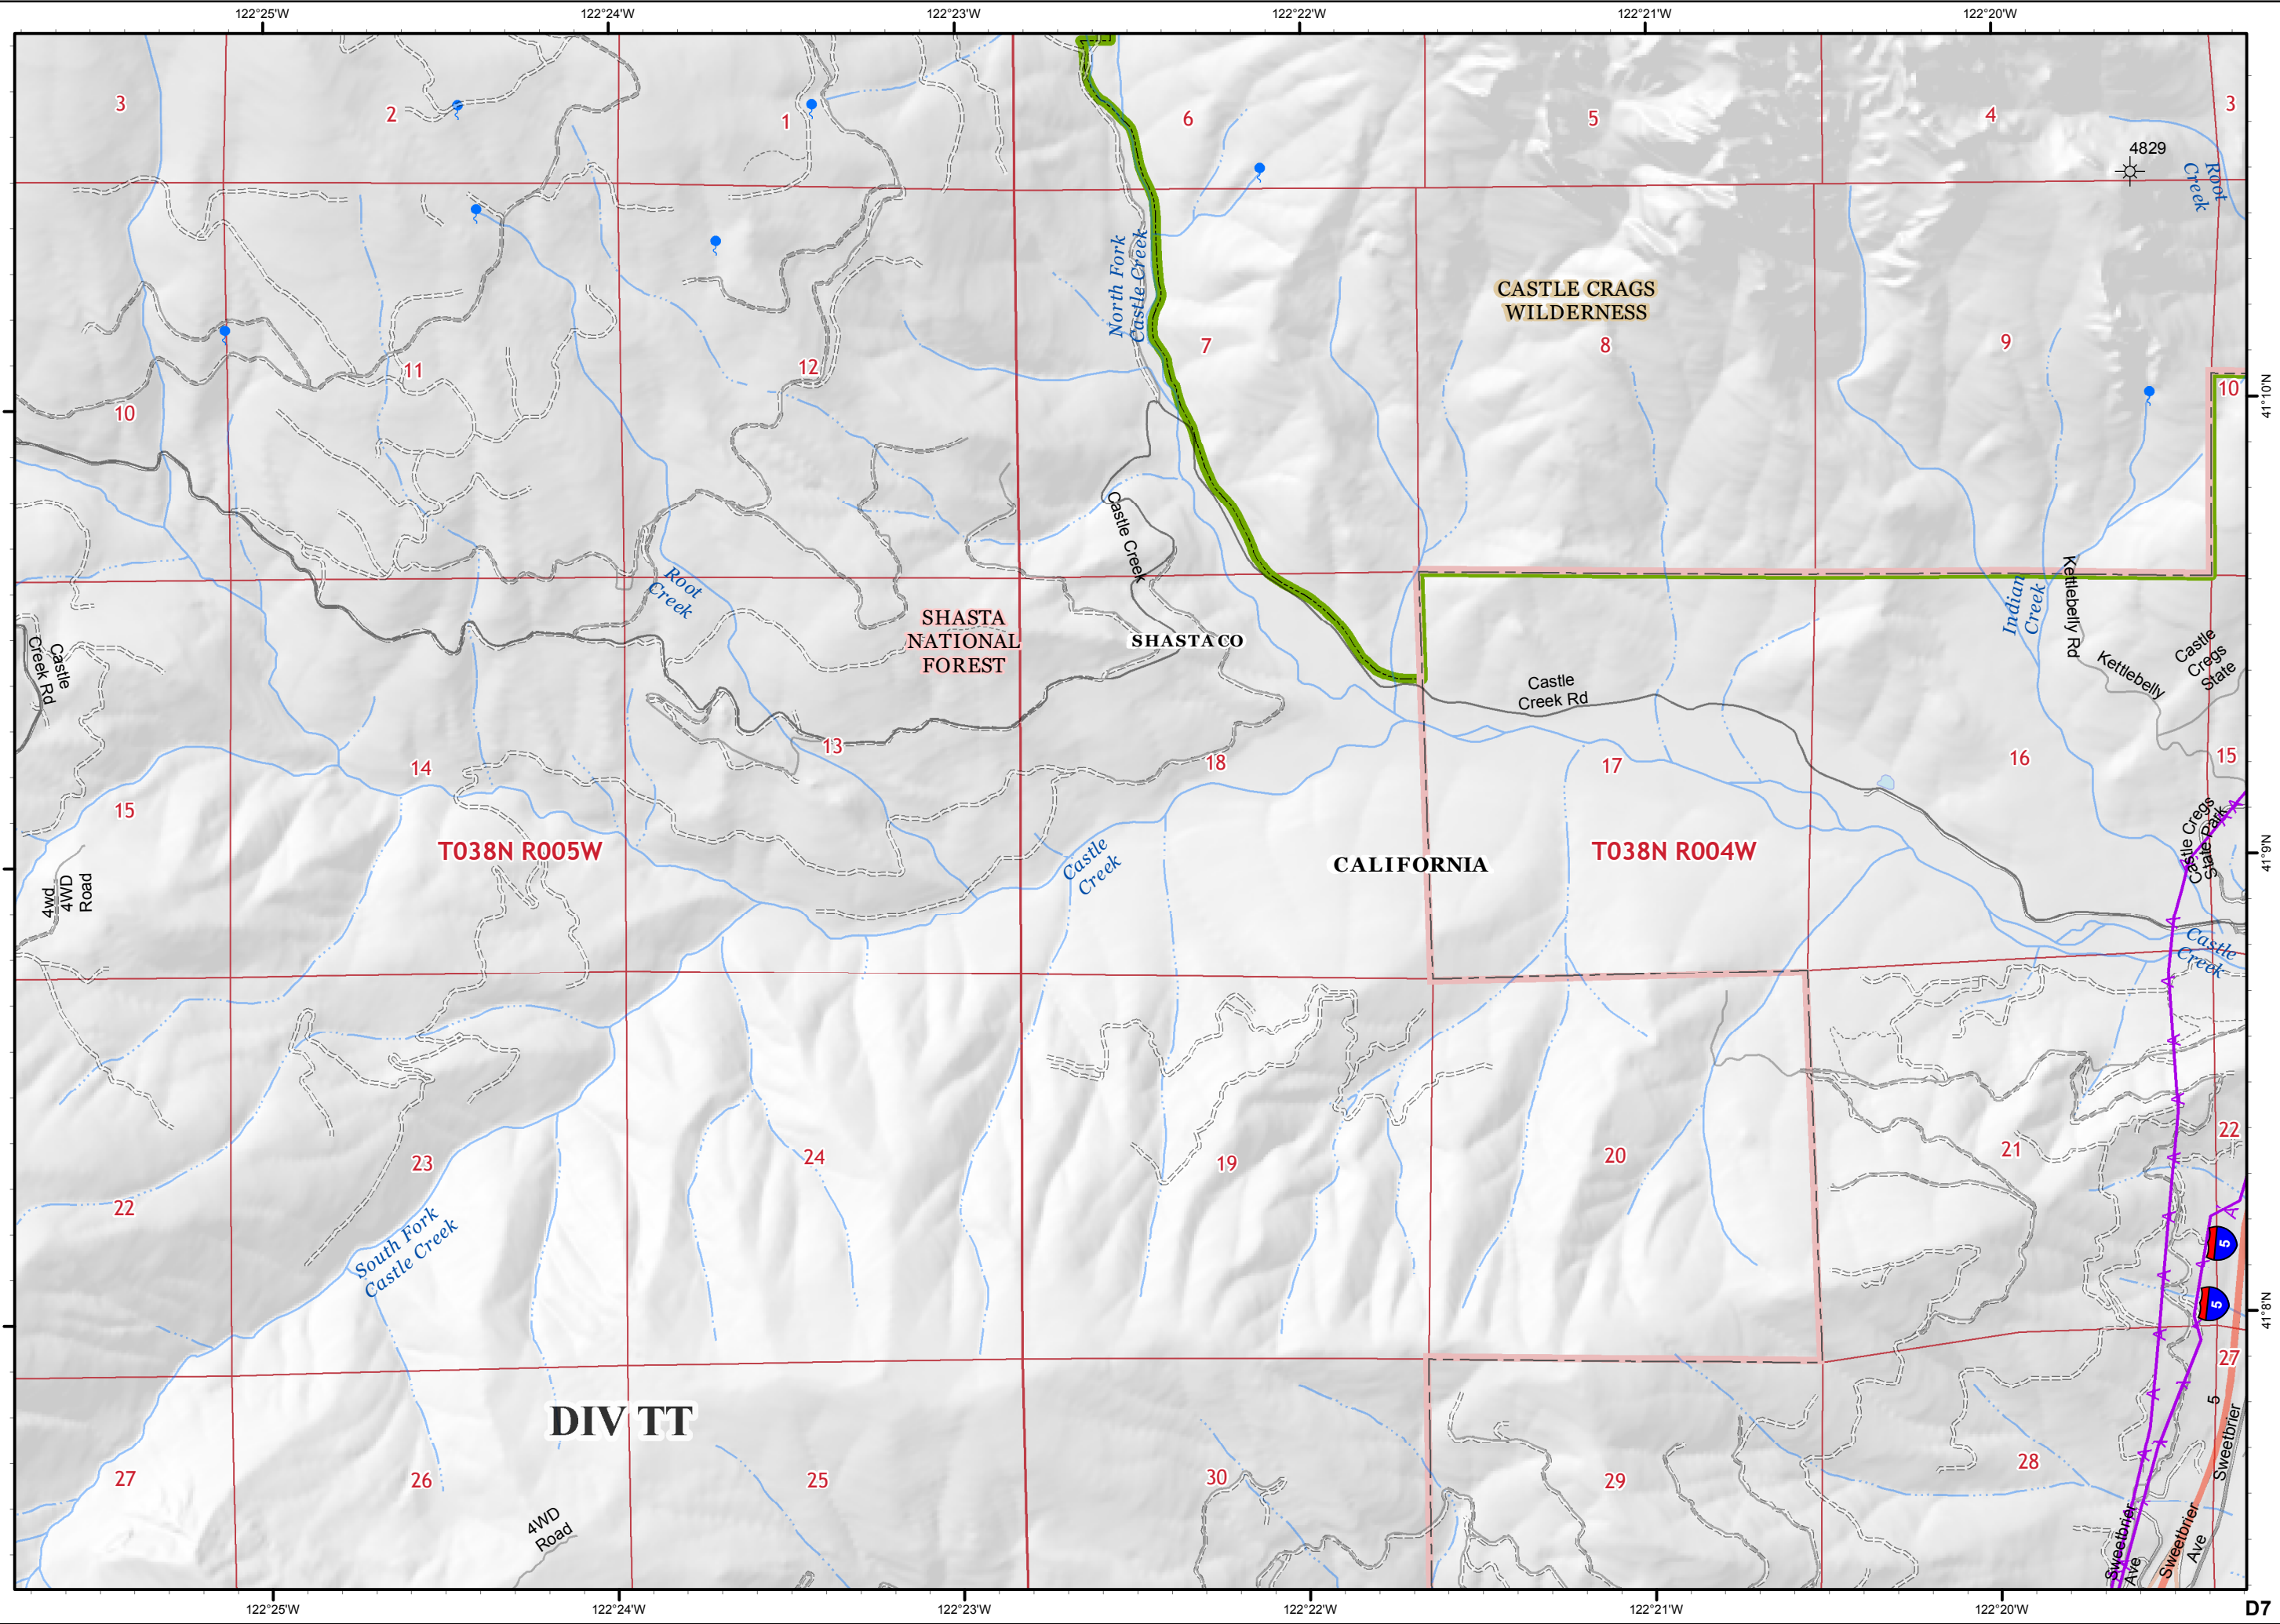 122°25'W 122°24'W 122°23'W 122°22'W 122°21'W 122°20'W
3 2 1 6 5 4 3
4829
Root
Creek
North Fork
Castle Creek
CASTLE CRAGS
WILDERNESS
10 11 12 7 8 9 10
41°10'N
Castle Creek
Root
Creek
SHASTA
NATIONAL
FOREST
SHASTA CO
Indian
Creek
Kettlebelly Rd
Kettlebelly
Castle
Cregs
State
Castle
Creek Rd
Castle
Creek Rd
15 14 13 18 17 16 15
T038N R005W
T038N R004W
CALIFORNIA
Castle
Creek
Castle Cregs
State Park
41°9'N
4wd
4WD
Road
Castle
Creek
22 23 24 19 20 21 22
South Fork
Castle Creek
5
5
41°8'N
DIV TT
27 26 25 30 29 28 27
4WD
Road
5
Sweetbrier
Sweetbrier
Ave
Sweetbrier
Ave
122°25'W 122°24'W 122°23'W 122°22'W 122°21'W 122°20'W
D7